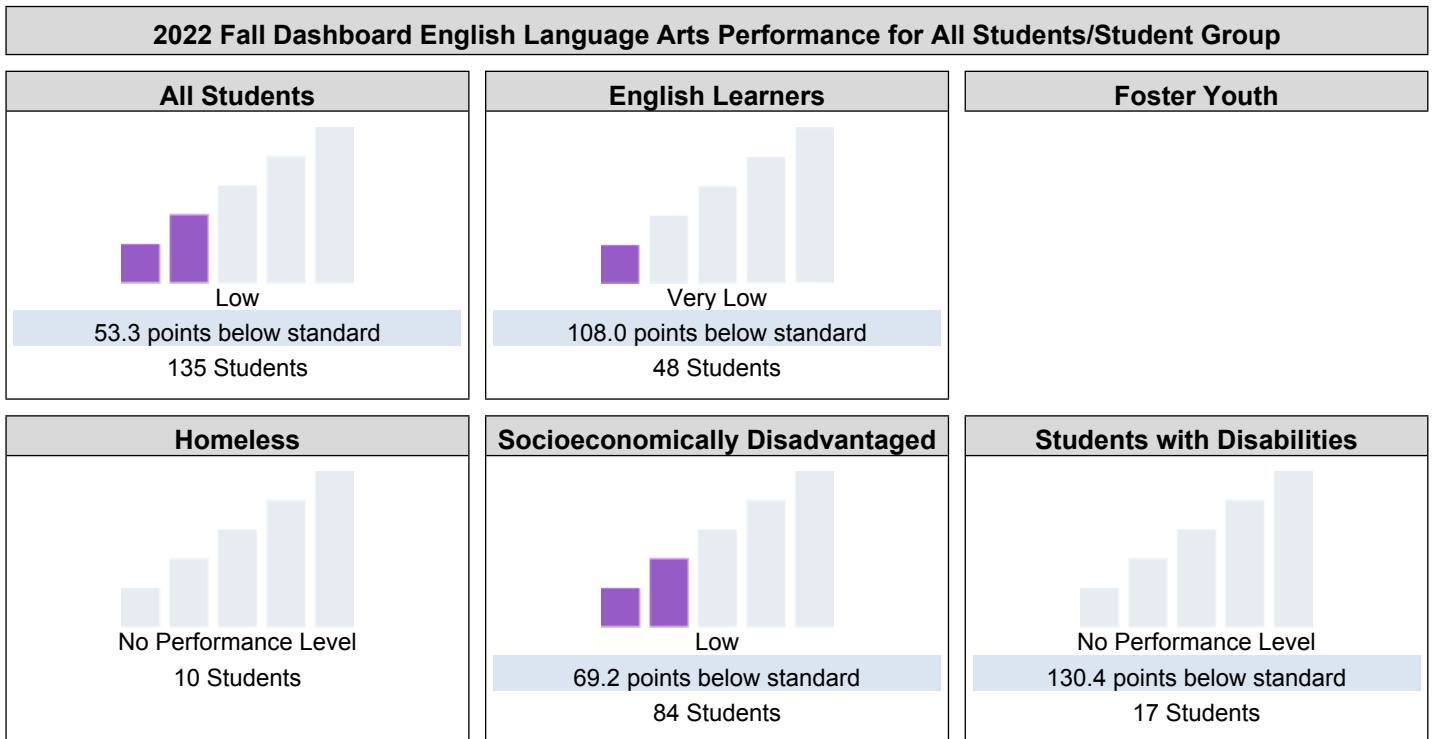 2022 Fall Dashboard English Language Arts Performance for All Students/Student Group
All Students
Low
53.3 points below standard
135 Students
English Learners
Very Low
108.0 points below standard
48 Students
Foster Youth
Homeless
No Performance Level
10 Students
Socioeconomically Disadvantaged
Low
69.2 points below standard
84 Students
Students with Disabilities
No Performance Level
130.4 points below standard
17 Students